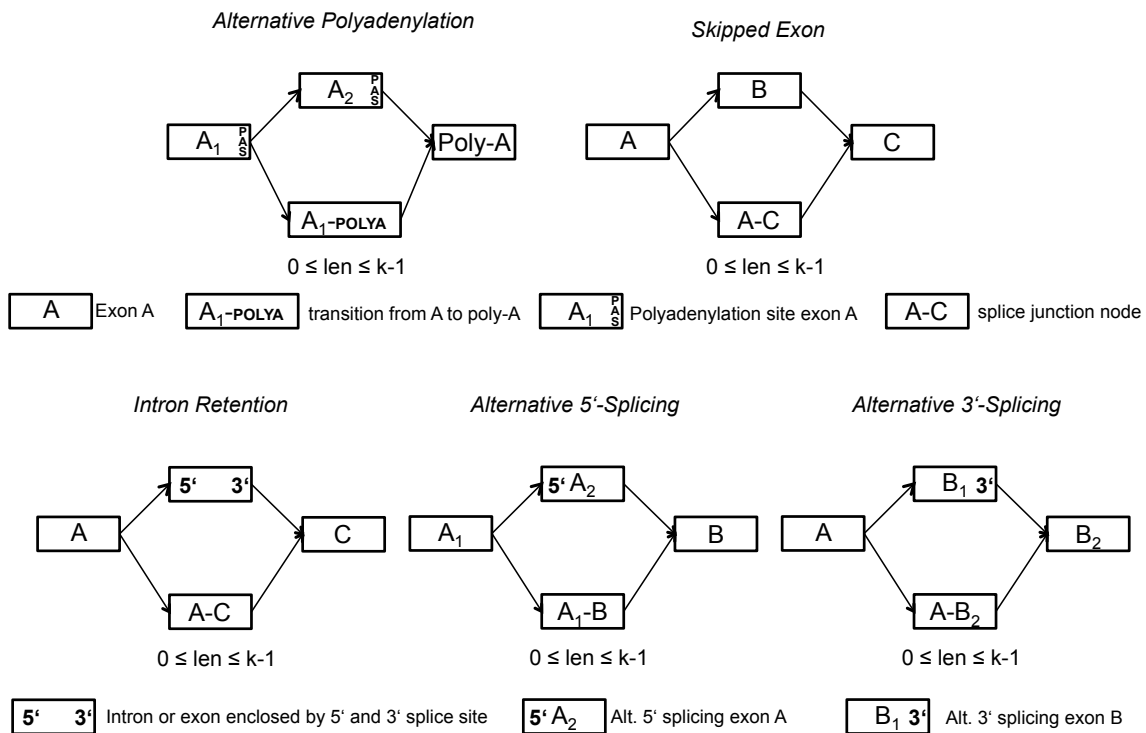 Alternative Polyadenylation
Skipped Exon
A₂ PAS
B
A₁ PAS
Poly-A
A
C
A₁-POLYA
A-C
0 ≤ len ≤ k-1
0 ≤ len ≤ k-1
A Exon A
A₁-POLYA transition from A to poly-A
A₁ PAS Polyadenylation site exon A
A-C splice junction node
Intron Retention
Alternative 5‘-Splicing
Alternative 3‘-Splicing
5‘ 3‘
5‘ A₂
B₁ 3‘
A
C
A₁
B
A
B₂
A-C
A₁-B
A-B₂
0 ≤ len ≤ k-1
0 ≤ len ≤ k-1
0 ≤ len ≤ k-1
5‘ 3‘ Intron or exon enclosed by 5‘ and 3‘ splice site
5‘ A₂ Alt. 5‘ splicing exon A
B₁ 3‘ Alt. 3‘ splicing exon B